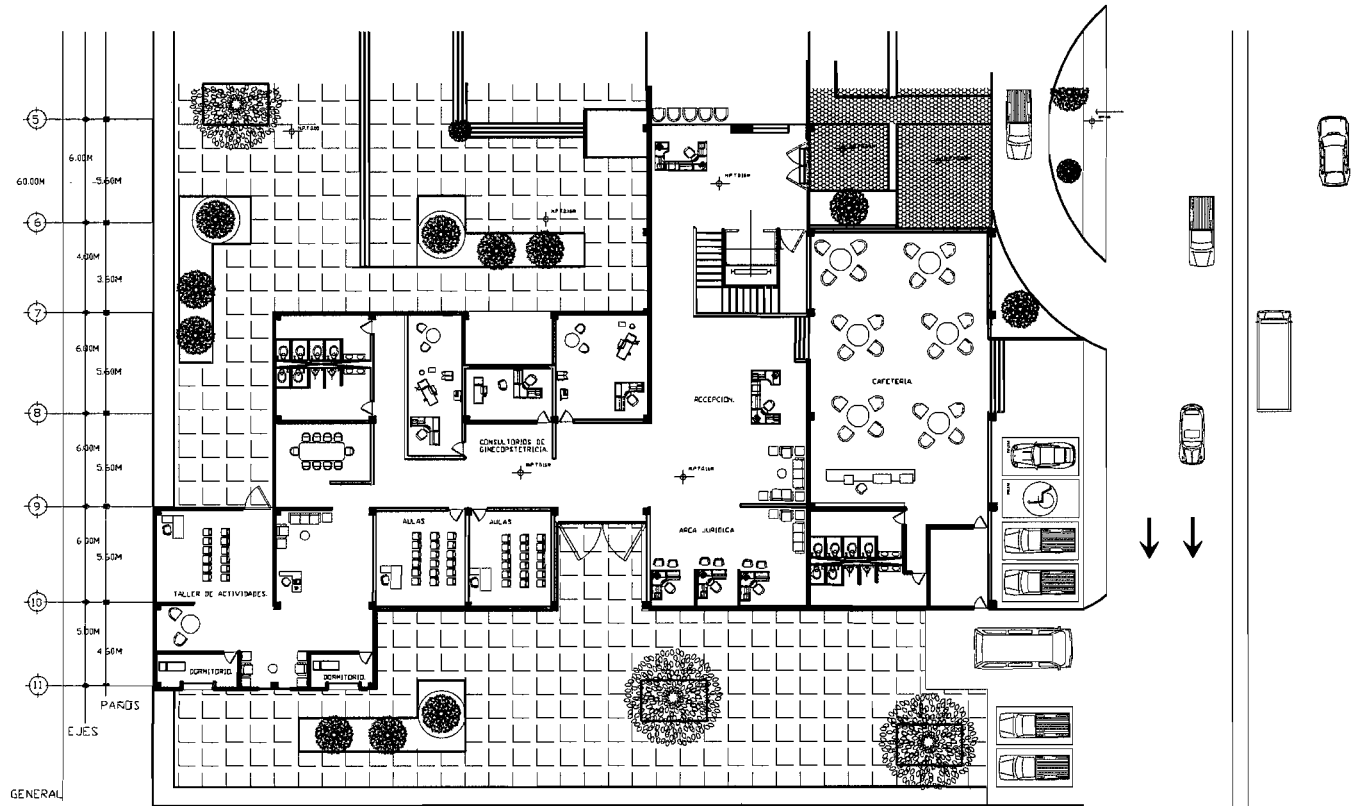 5
6.00M
60.00M
5.60M
6
4.00M
3.60M
7
6.00M
5.60M
CAFETERIA
RECEPCION.
8
CONSULTORIOS DE
GINECOPSTETRICIA.
6.00M
5.60M
9
AULAS
AULAS
AREA JURIDICA
6.00M
5.60M
TALLER DE ACTIVIDADES.
10
5.00M
4.60M
DORMITORIO.
DORMITORIO.
11
PAÑOS
EJES
GENERAL